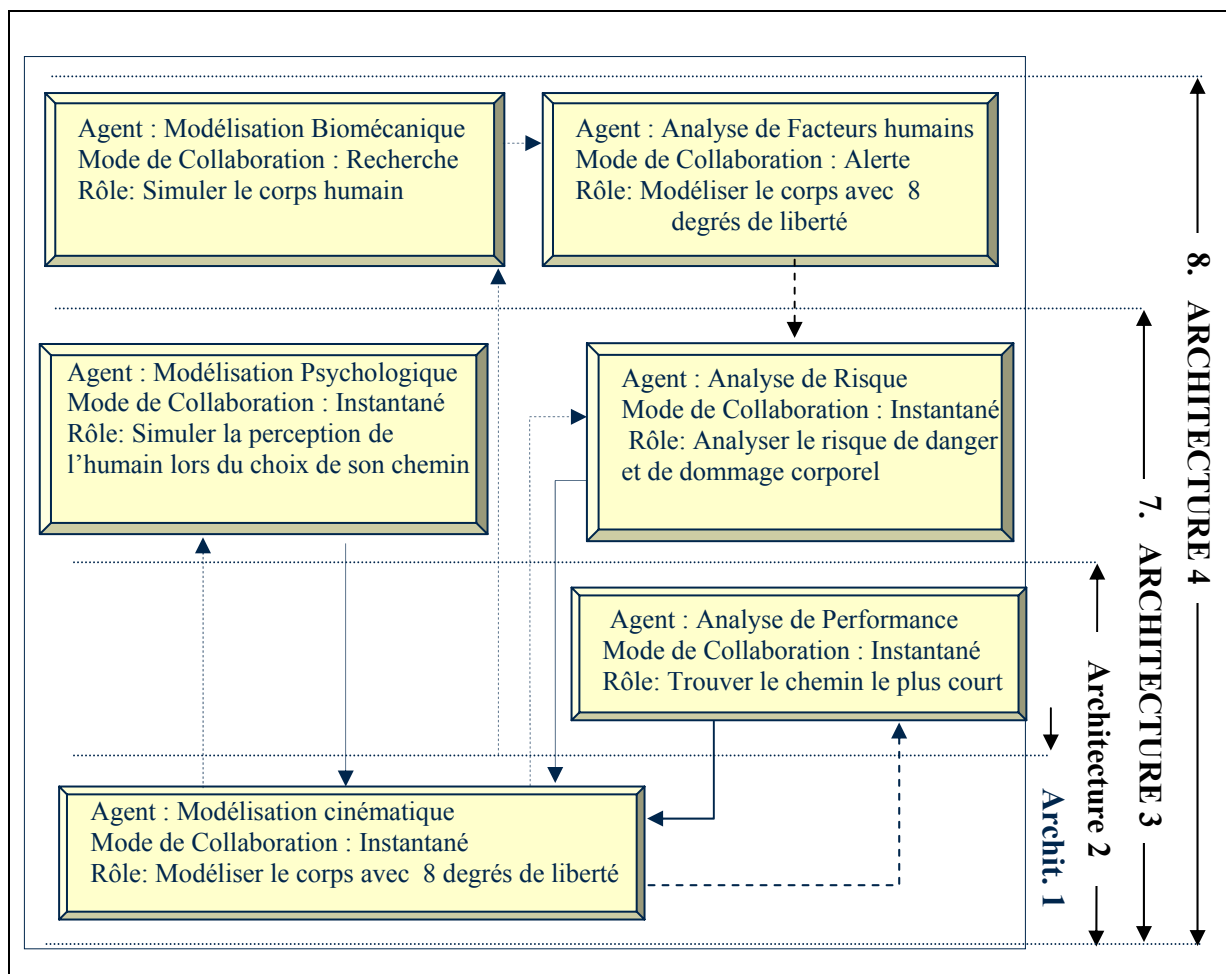 Agent : Modélisation Biomécanique
Mode de Collaboration : Recherche
Rôle: Simuler le corps humain
Agent : Analyse de Facteurs humains
Mode de Collaboration : Alerte
Rôle: Modéliser le corps avec 8
degrés de liberté
Agent : Modélisation Psychologique
Mode de Collaboration : Instantané
Rôle: Simuler la perception de
l’humain lors du choix de son chemin
Agent : Analyse de Risque
Mode de Collaboration : Instantané
Rôle: Analyser le risque de danger
et de dommage corporel
Agent : Analyse de Performance
Mode de Collaboration : Instantané
Rôle: Trouver le chemin le plus court
Agent : Modélisation cinématique
Mode de Collaboration : Instantané
Rôle: Modéliser le corps avec 8 degrés de liberté
Archit. 1
Architecture 2
7. ARCHITECTURE 3
8. ARCHITECTURE 4